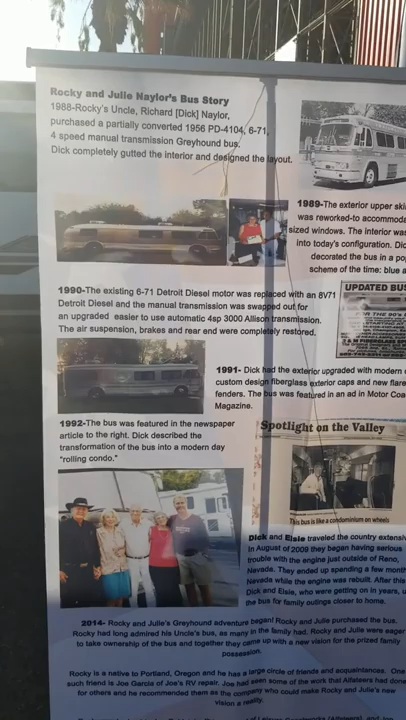 Rocky and Julie Naylor's Bus Story
1988-Rocky's Uncle, Richard [Dick] Naylor,
purchased a partially converted 1956 PD-4104, 6-71,
4 speed manual transmission Greyhound bus.
Dick completely gutted the interior and designed the layout.
1989-The exterior upper ski
was reworked-to accommoda
sized windows. The interior was
into today's configuration. Dic
decorated the bus in a po
scheme of the time: blue a
1990-The existing 6-71 Detroit Diesel motor was replaced with an 8V71
Detroit Diesel and the manual transmission was swapped out for
an upgraded easier to use automatic 4sp 3000 Allison transmission.
The air suspension, brakes and rear end were completely restored.
UPDATED BUS
FOR THE 90'S
1991- Dick had the exterior upgraded with modern
custom design fiberglass exterior caps and new flare
fenders. The bus was featured in an ad in Motor Coa
Magazine.
1992-The bus was featured in the newspaper
article to the right. Dick described the
transformation of the bus into a modern day
"rolling condo."
Spotlight on the Valley
This bus is like a condominium on wheels
Dick and Elsie traveled the country extensiv
In August of 2009 they began having serious
trouble with the engine just outside of Reno,
Nevada. They ended up spending a few month
Nevada while the engine was rebuilt. After this
Dick and Elsie, who were getting on in years, u
the bus for family outings closer to home.
2014- Rocky and Julie's Greyhound adventure began! Rocky and Julie purchased the bus.
Rocky had long admired his Uncle's bus, as many in the family had. Rocky and Julie were eager
to take ownership of the bus and together they came up with a new vision for the prized family
possession.
Rocky is a native to Portland, Oregon and he has a large circle of friends and acquaintances. One
such friend is Joe Garcia of Joe's RV repair. Joe had seen some of the work that Alfateers had done
for others and he recommended them as the company who could make Rocky and Julie's new
vision a reality.